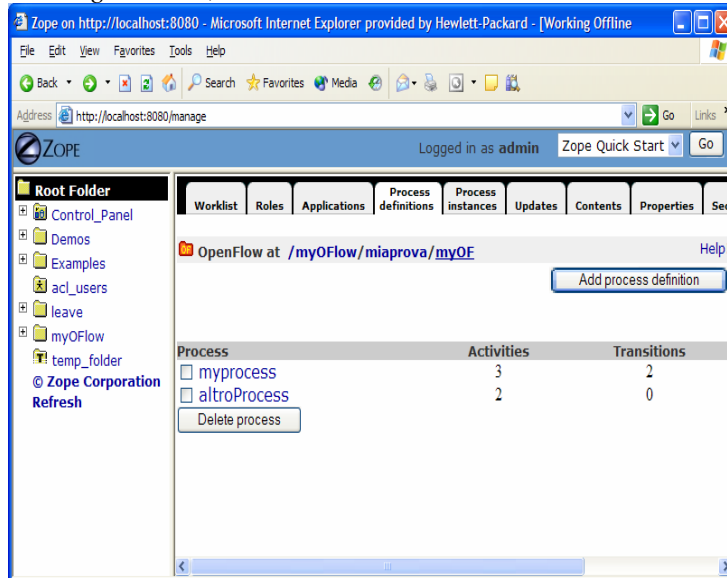 Zope on http://localhost:8080 - Microsoft Internet Explorer provided by Hewlett-Packard - [Working Offline
File Edit View Favorites Tools Help
Back Search Favorites Media
Address http://localhost:8080/manage Go Links
ZOPE Logged in as admin Zope Quick Start Go
Root Folder
Control_Panel
Demos
Examples
acl_users
leave
myOFlow
temp_folder
© Zope Corporation
Refresh
Worklist Roles Applications Process definitions Process instances Updates Contents Properties
OpenFlow at /myOFlow/miaprova/myOF Help
Add process definition
Process Activities Transitions
myprocess 3 2
altroProcess 2 0
Delete process